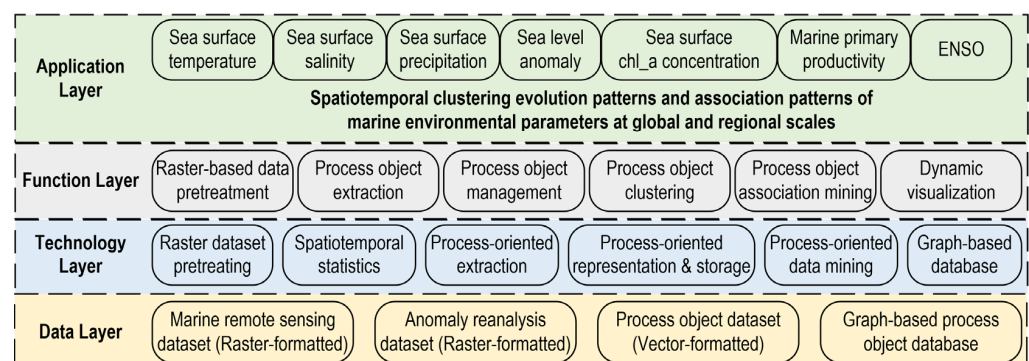 Application
Layer
Sea surface
temperature
Sea surface
salinity
Sea surface
precipitation
Sea level
anomaly
Sea surface
chl_a concentration
Marine primary
productivity
ENSO
Spatiotemporal clustering evolution patterns and association patterns of
marine environmental parameters at global and regional scales
Function Layer
Raster-based data
pretreatment
Process object
extraction
Process object
management
Process object
clustering
Process object
association mining
Dynamic
visualization
Technology
Layer
Raster dataset
pretreating
Spatiotemporal
statistics
Process-oriented
extraction
Process-oriented
representation & storage
Process-oriented
data mining
Graph-based
database
Data Layer
Marine remote sensing
dataset (Raster-formatted)
Anomaly reanalysis
dataset (Raster-formatted)
Process object dataset
(Vector-formatted)
Graph-based process
object database